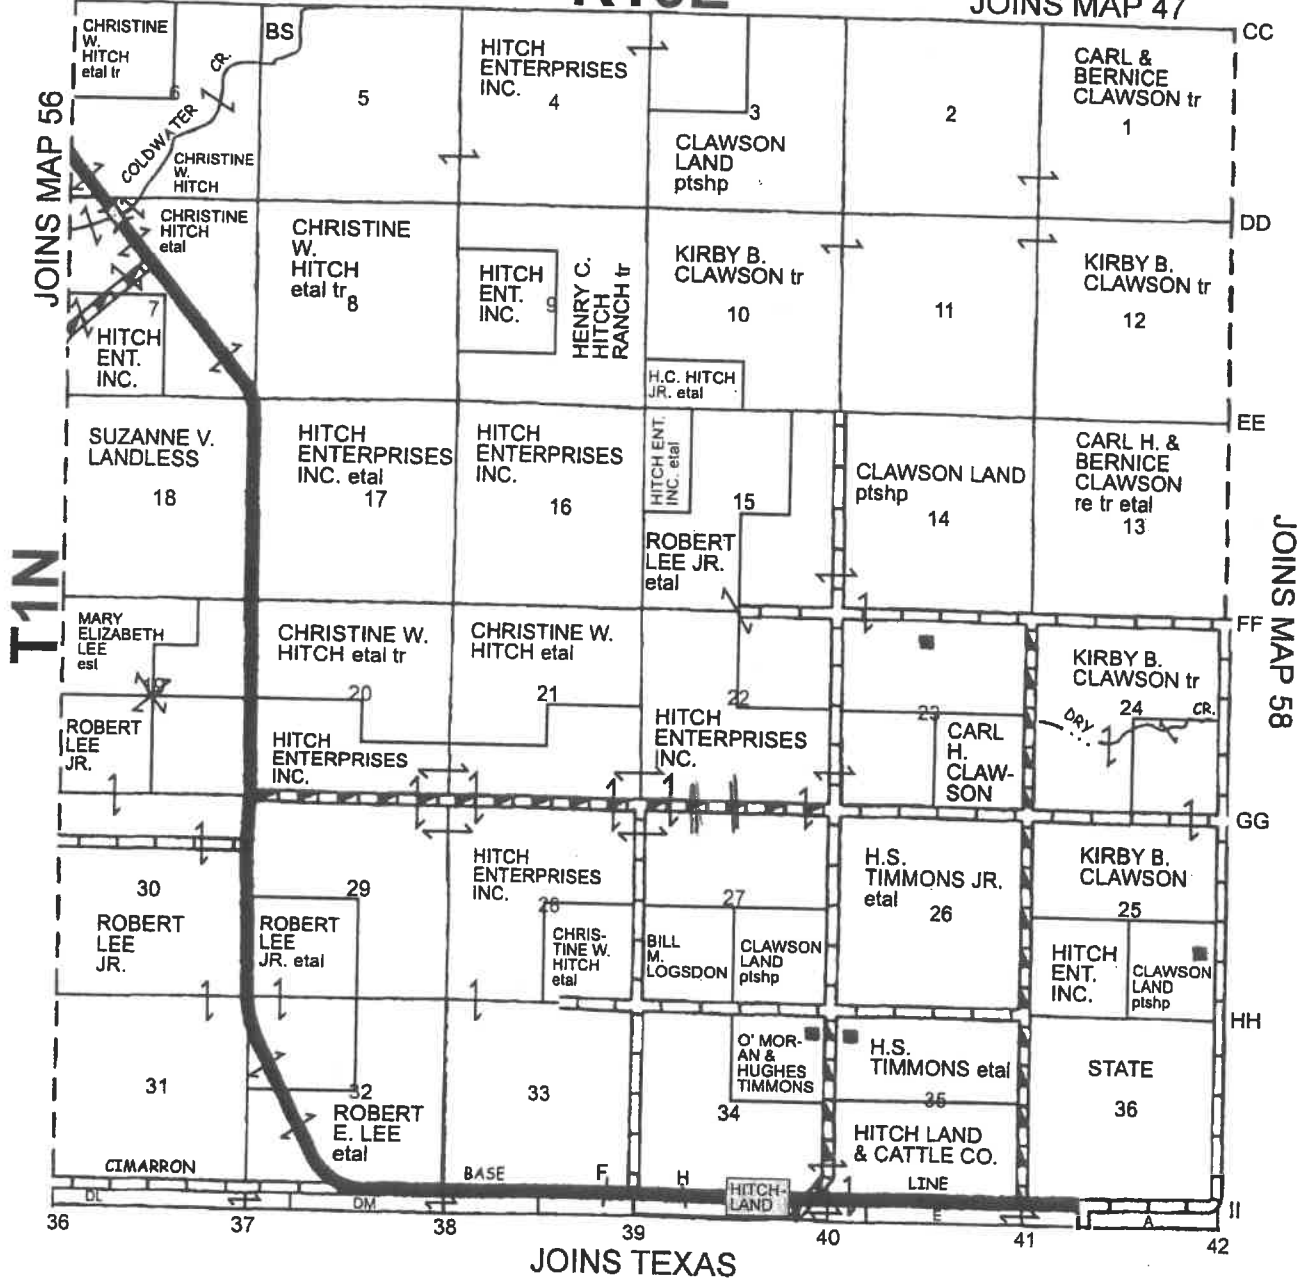 JOINS MAP 47
CC
CHRISTINE
W.
HITCH
etal tr
6
BS
COLDWATER CR.
CHRISTINE
W.
HITCH
5
HITCH
ENTERPRISES
INC.
4
3
CLAWSON
LAND
ptshp
2
CARL &
BERNICE
CLAWSON tr
1
JOINS MAP 56
DD
CHRISTINE
HITCH
etal
7
HITCH
ENT.
INC.
CHRISTINE
W.
HITCH
etal tr
8
HITCH
ENT.
INC.
9
HENRY C.
HITCH
RANCH tr
KIRBY B.
CLAWSON tr
10
H.C. HITCH
JR. etal
11
KIRBY B.
CLAWSON tr
12
EE
SUZANNE V.
LANDLESS
18
HITCH
ENTERPRISES
INC. etal
17
HITCH
ENTERPRISES
INC.
16
HITCH ENT.
INC. etal
15
ROBERT
LEE JR.
etal
CLAWSON LAND
ptshp
14
CARL H. &
BERNICE
CLAWSON
re tr etal
13
T1N
JOINS MAP 58
FF
MARY
ELIZABETH
LEE
est
19
ROBERT
LEE
JR.
CHRISTINE W.
HITCH etal tr
20
HITCH
ENTERPRISES
INC.
CHRISTINE W.
HITCH etal
21
22
HITCH
ENTERPRISES
INC.
23
CARL
H.
CLAW-
SON
KIRBY B.
CLAWSON tr
24
DRY CR.
GG
30
ROBERT
LEE
JR.
29
ROBERT
LEE
JR. etal
HITCH
ENTERPRISES
INC.
28
CHRIS-
TINE W.
HITCH
etal
27
BILL
M.
LOGSDON
CLAWSON
LAND
ptshp
H.S.
TIMMONS JR.
etal
26
KIRBY B.
CLAWSON
25
HITCH
ENT.
INC.
CLAWSON
LAND
ptshp
HH
31
32
ROBERT
E. LEE
etal
33
O' MOR-
AN &
HUGHES
TIMMONS
34
H.S.
TIMMONS etal
35
HITCH LAND
& CATTLE CO.
STATE
36
CIMARRON
BASE
F
H
LINE
HITCH-
LAND
DL
DM
E
A
II
36
37
38
39
40
41
42
JOINS TEXAS